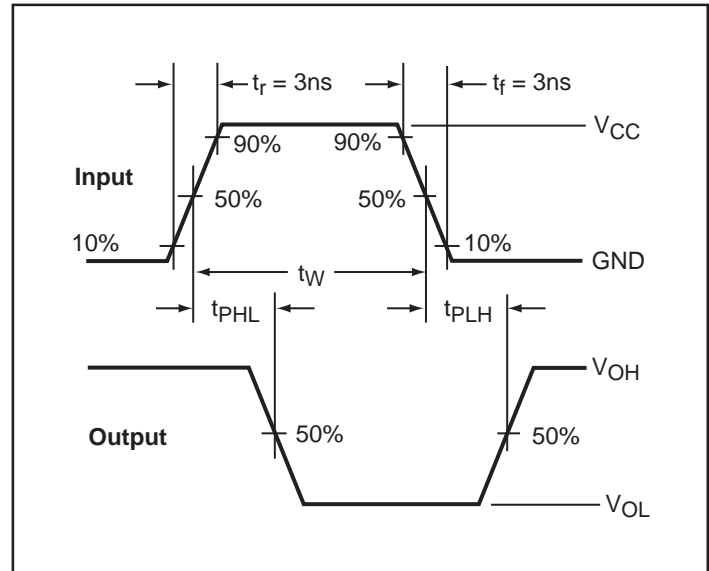 tr = 3ns
tf = 3ns
VCC
90%
90%
Input
50%
50%
10%
10%
GND
tW
tPHL
tPLH
VOH
Output
50%
50%
VOL